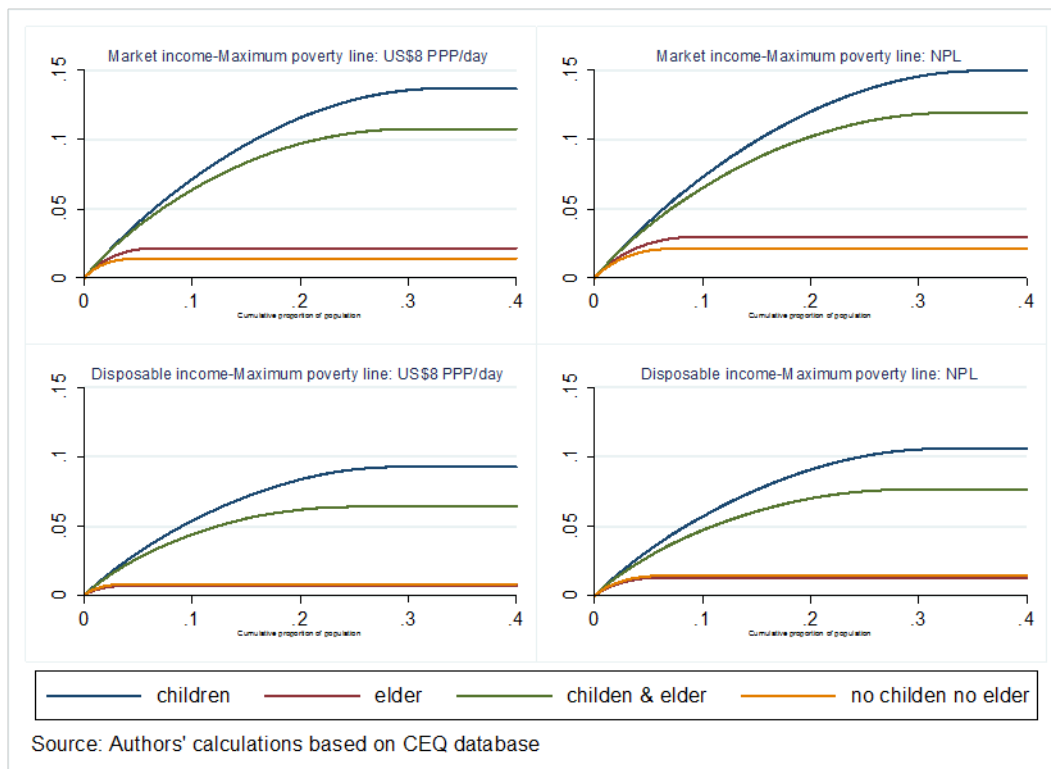 Market income-Maximum poverty line: US$8 PPP/day
.15
.1
.05
0
0 .1 .2 .3 .4
Cumulative proportion of population
Market income-Maximum poverty line: NPL
.15
.1
.05
0
0 .1 .2 .3 .4
Cumulative proportion of population
Disposable income-Maximum poverty line: US$8 PPP/day
.15
.1
.05
0
0 .1 .2 .3 .4
Cumulative proportion of population
Disposable income-Maximum poverty line: NPL
.15
.1
.05
0
0 .1 .2 .3 .4
Cumulative proportion of population
children elder childen & elder no childen no elder
Source: Authors' calculations based on CEQ database